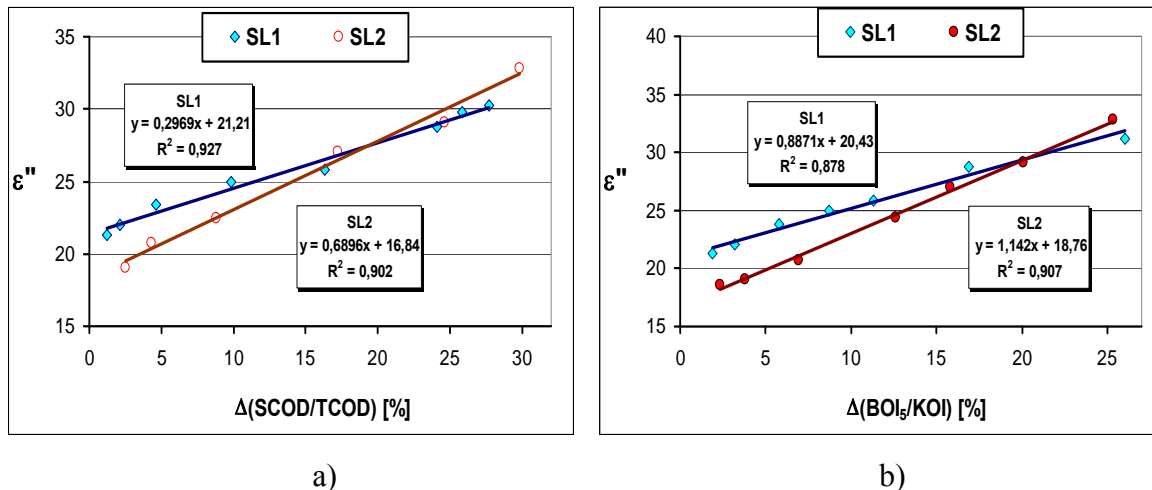 SL1 SL2
35
30
25
20
15
ε"
SL1
y = 0,2969x + 21,21
R² = 0,927
SL2
y = 0,6896x + 16,84
R² = 0,902
0 5 10 15 20 25 30
Δ(SCOD/TCOD) [%]
a)
SL1 SL2
40
35
30
25
20
15
ε"
SL1
y = 0,8871x + 20,43
R² = 0,878
SL2
y = 1,142x + 18,76
R² = 0,907
0 5 10 15 20 25
Δ(BOI₅/KOI) [%]
b)